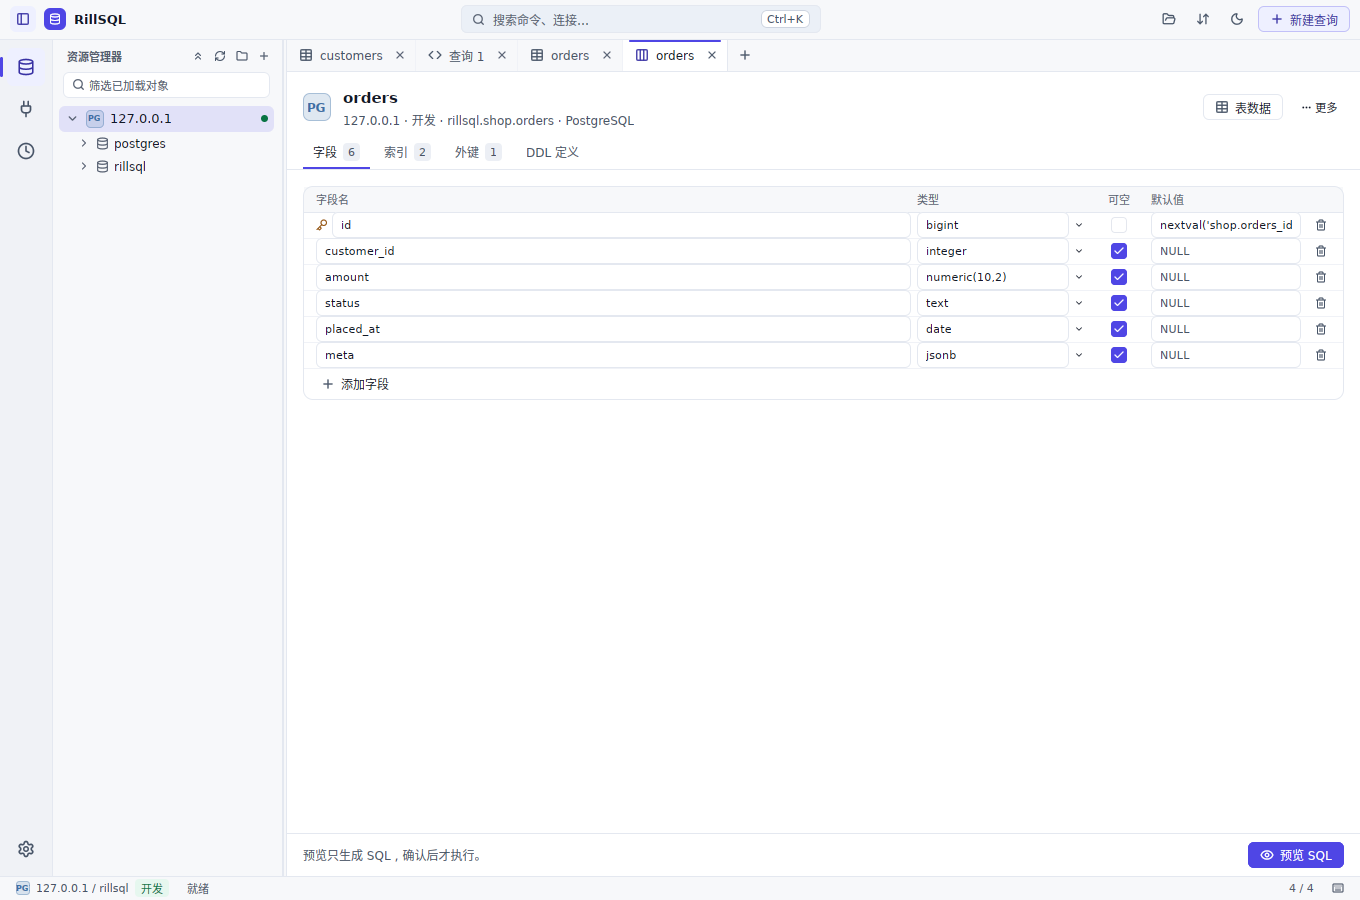 RillSQL
搜索命令、连接...
Ctrl+K
新建查询
资源管理器
筛选已加载对象
PG 127.0.0.1
postgres
rillsql
customers
查询 1
orders
orders
PG
orders
127.0.0.1 · 开发 · rillsql.shop.orders · PostgreSQL
表数据
更多
字段 6
索引 2
外键 1
DDL 定义
字段名 类型 可空 默认值
id bigint nextval('shop.orders_id
customer_id integer NULL
amount numeric(10,2) NULL
status text NULL
placed_at date NULL
meta jsonb NULL
添加字段
预览只生成 SQL，确认后才执行。
预览 SQL
PG 127.0.0.1 / rillsql 开发 就绪
4 / 4